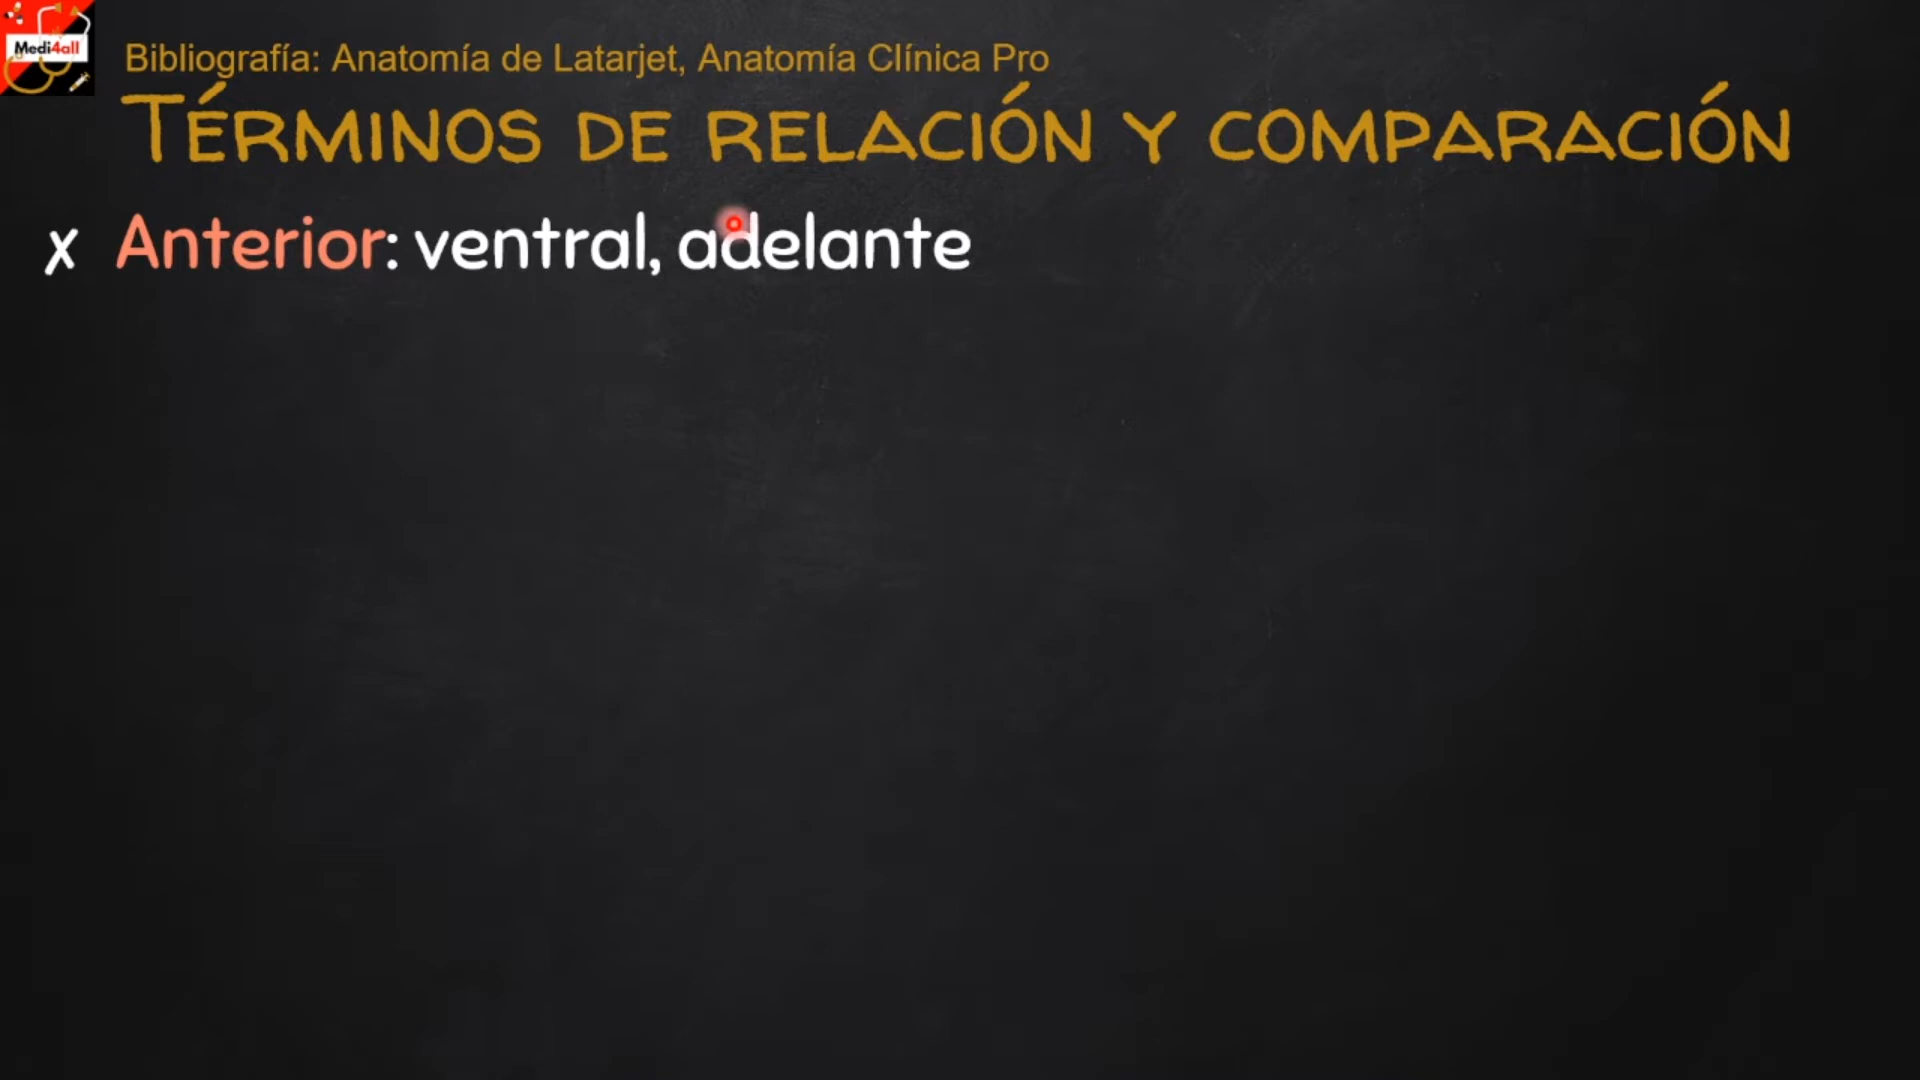 Medi4all
Bibliografía: Anatomía de Latarjet, Anatomía Clínica Pro
TÉRMINOS DE RELACIÓN Y COMPARACIÓN
x Anterior: ventral, adelante